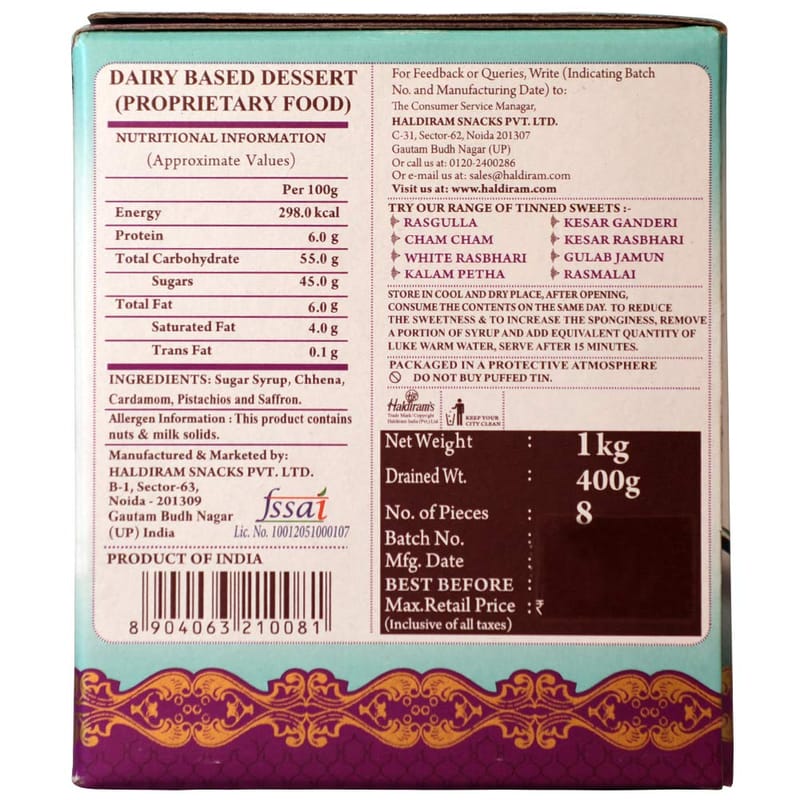 DAIRY BASED DESSERT
(PROPRIETARY FOOD)
NUTRITIONAL INFORMATION
(Approximate Values)
Per 100g
Energy 298.0 kcal
Protein 6.0 g
Total Carbohydrate 55.0 g
Sugars 45.0 g
Total Fat 6.0 g
Saturated Fat 4.0 g
Trans Fat 0.1 g
INGREDIENTS: Sugar Syrup, Chhena,
Cardamom, Pistachios and Saffron.
Allergen Information : This product contains
nuts & milk solids.
Manufactured & Marketed by:
HALDIRAM SNACKS PVT. LTD.
B-1, Sector-63,
Noida - 201309
Gautam Budh Nagar
(UP) India
fssai
Lic. No. 10012051000107
PRODUCT OF INDIA
8 904063 210081
For Feedback or Queries, Write (Indicating Batch
No. and Manufacturing Date) to:
The Consumer Service Managar,
HALDIRAM SNACKS PVT. LTD.
C-31, Sector-62, Noida 201307
Gautam Budh Nagar (UP)
Or call us at: 0120-2400286
Or e-mail us at: sales@haldiram.com
Visit us at: www.haldiram.com
TRY OUR RANGE OF TINNED SWEETS :-
RASGULLA KESAR GANDERI
CHAM CHAM KESAR RASBHARI
WHITE RASBHARI GULAB JAMUN
KALAM PETHA RASMALAI
STORE IN COOL AND DRY PLACE, AFTER OPENING,
CONSUME THE CONTENTS ON THE SAME DAY. TO REDUCE
THE SWEETNESS & TO INCREASE THE SPONGINESS, REMOVE
A PORTION OF SYRUP AND ADD EQUIVALENT QUANTITY OF
LUKE WARM WATER, SERVE AFTER 15 MINUTES.
PACKAGED IN A PROTECTIVE ATMOSPHERE
DO NOT BUY PUFFED TIN.
Haldiram's
Trade Mark/Copyright
Haldiram India (Pvt.) Ltd
KEEP YOUR
CITY CLEAN
Net Weight : 1 kg
Drained Wt. : 400g
No. of Pieces : 8
Batch No. :
Mfg. Date :
BEST BEFORE :
Max.Retail Price : ₹
(Inclusive of all taxes)